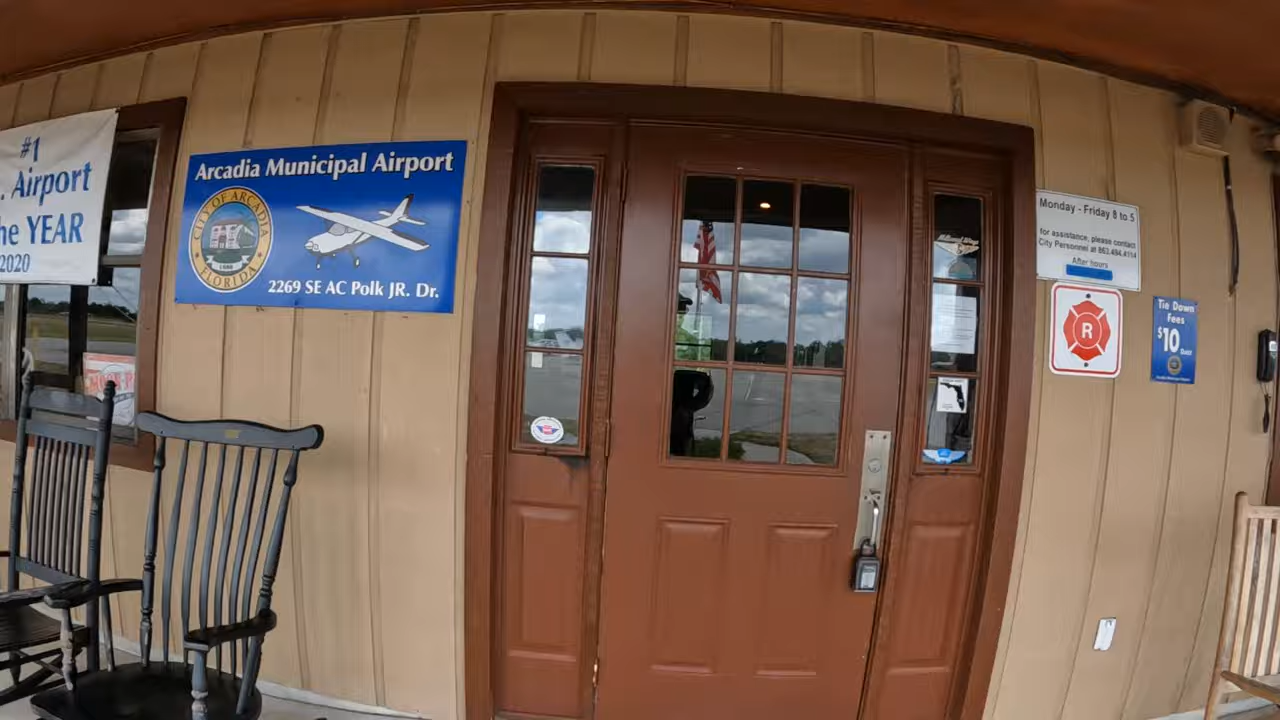 #1
. Airport
he YEAR
2020
Arcadia Municipal Airport
CITY OF ARCADIA
FLORIDA
2269 SE AC Polk JR. Dr.
Monday - Friday 8 to 5
for assistance, please contact
City Personnel at 863.494.4114
After hours
R
Tie Down
Fees
$10